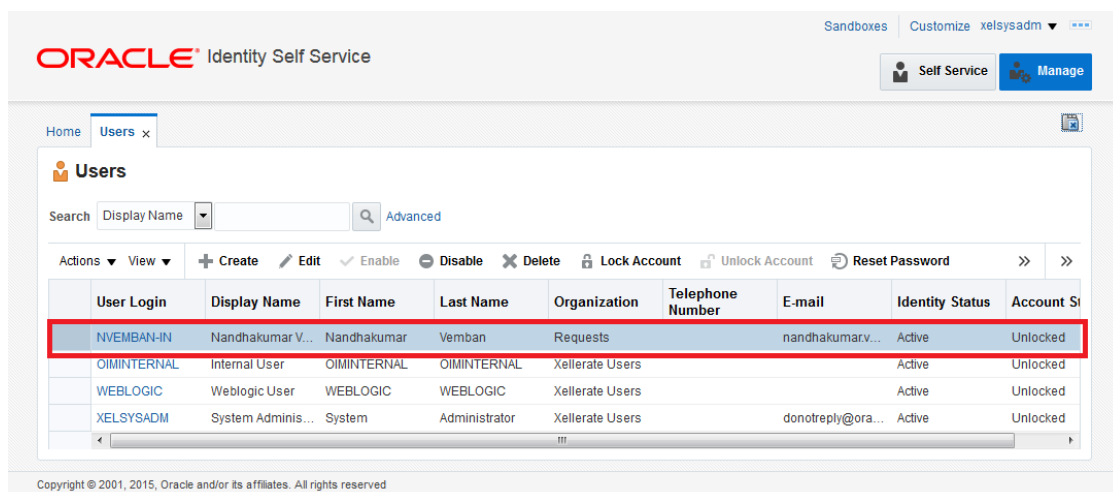 Sandboxes Customize xelsysadm
ORACLE Identity Self Service
Self Service Manage
Home Users x
Users
Search Display Name Advanced
Actions View Create Edit Enable Disable Delete Lock Account Unlock Account Reset Password
User Login Display Name First Name Last Name Organization Telephone Number E-mail Identity Status Account St
NVEMBAN-IN Nandhakumar V... Nandhakumar Vemban Requests nandhakumar.v... Active Unlocked
OIMINTERNAL Internal User OIMINTERNAL OIMINTERNAL Xellerate Users Active Unlocked
WEBLOGIC Weblogic User WEBLOGIC WEBLOGIC Xellerate Users Active Unlocked
XELSYSADM System Adminis... System Administrator Xellerate Users donotreply@ora... Active Unlocked
Copyright © 2001, 2015, Oracle and/or its affiliates. All rights reserved